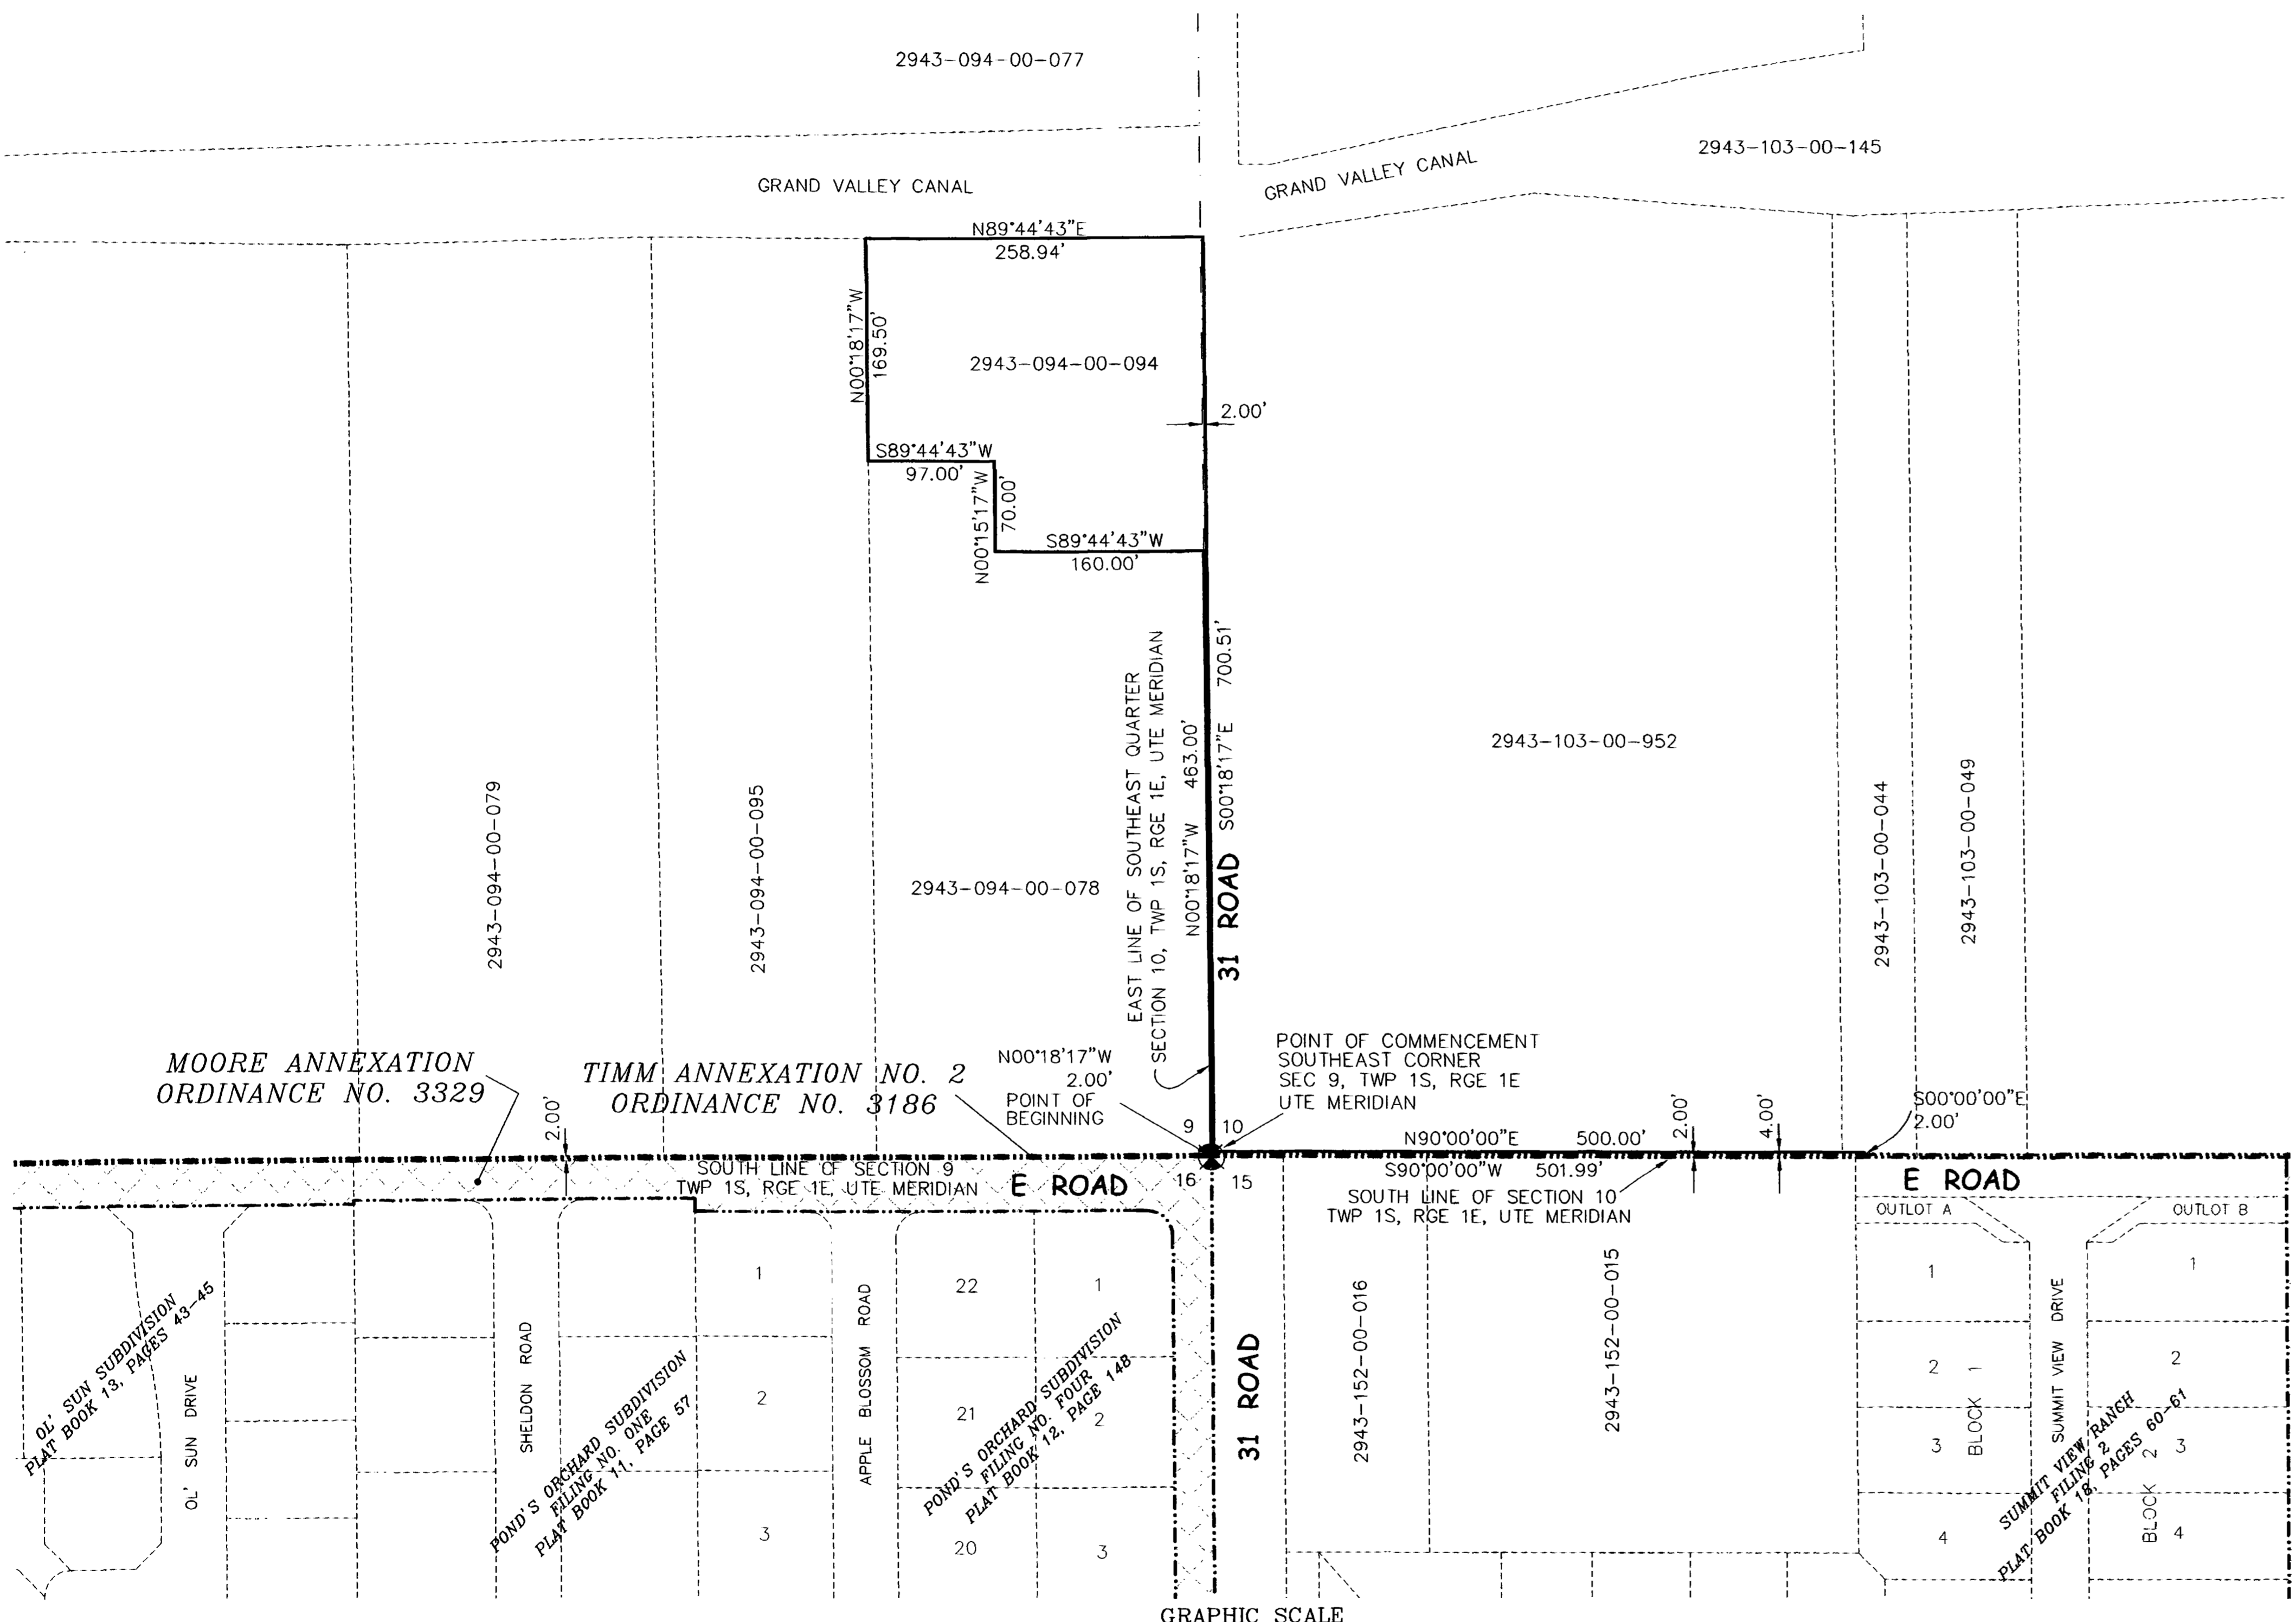 2943-094-00-077
2943-103-00-145
GRAND VALLEY CANAL
GRAND VALLEY CANAL
N89°44'43"E
258.94'
N00°18'17"W
169.50'
2943-094-00-094
2.00'
S89°44'43"W
97.00'
N00°15'17"W
70.00'
S89°44'43"W
160.00'
EAST LINE OF SOUTHEAST QUARTER
SECTION 10, TWP 1S, RGE 1E, UTE MERIDIAN
N00°18'17"W 463.00'
S00°18'17"E 700.51'
31 ROAD
2943-103-00-952
2943-094-00-079
2943-094-00-095
2943-094-00-078
2943-103-00-044
2943-103-00-049
MOORE ANNEXATION
ORDINANCE NO. 3329
TIMM ANNEXATION NO. 2
ORDINANCE NO. 3186
2.00'
N00°18'17"W
2.00'
POINT OF
BEGINNING
POINT OF COMMENCEMENT
SOUTHEAST CORNER
SEC 9, TWP 1S, RGE 1E
UTE MERIDIAN
9
10
16
15
N90°00'00"E 500.00'
S90°00'00"W 501.99'
2.00'
4.00'
S00°00'00"E
2.00'
SOUTH LINE OF SECTION 9
TWP 1S, RGE 1E, UTE MERIDIAN
E ROAD
SOUTH LINE OF SECTION 10
TWP 1S, RGE 1E, UTE MERIDIAN
E ROAD
OUTLOT A
OUTLOT B
OL' SUN SUBDIVISION
PLAT BOOK 13, PAGES 43-45
OL' SUN DRIVE
SHELDON ROAD
POND'S ORCHARD SUBDIVISION
FILING NO. ONE
PLAT BOOK 11, PAGE 57
1
2
3
APPLE BLOSSOM ROAD
22
21
20
POND'S ORCHARD SUBDIVISION
FILING NO. FOUR
PLAT BOOK 12, PAGE 148
1
2
3
31 ROAD
2943-152-00-016
2943-152-00-015
1
2
3
4
BLOCK 1
SUMMIT VIEW DRIVE
SUMMIT VIEW RANCH
FILING 2
PLAT BOOK 18, PAGES 60-61
BLOCK 2
1
2
3
4
GRAPHIC SCALE